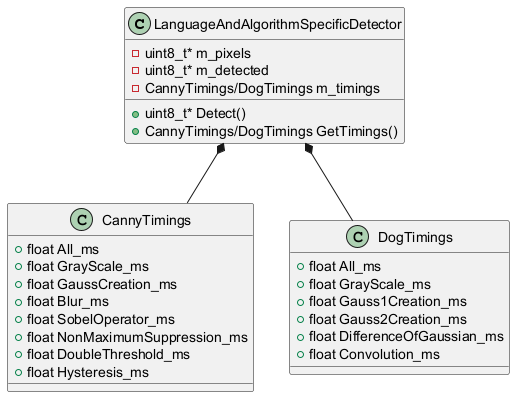 C LanguageAndAlgorithmSpecificDetector
uint8_t* m_pixels
uint8_t* m_detected
CannyTimings/DogTimings m_timings
uint8_t* Detect()
CannyTimings/DogTimings GetTimings()
C CannyTimings
float All_ms
float GrayScale_ms
float GaussCreation_ms
float Blur_ms
float SobelOperator_ms
float NonMaximumSuppression_ms
float DoubleThreshold_ms
float Hysteresis_ms
C DogTimings
float All_ms
float GrayScale_ms
float Gauss1Creation_ms
float Gauss2Creation_ms
float DifferenceOfGaussian_ms
float Convolution_ms